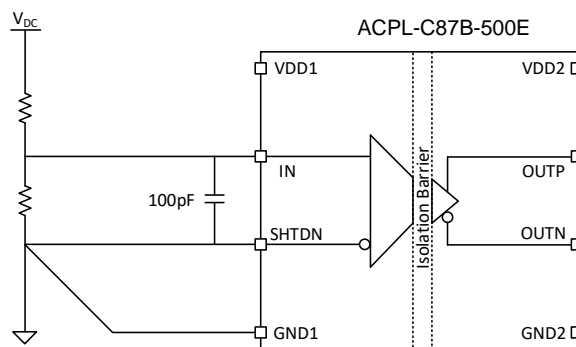 V_DC
ACPL-C87B-500E
VDD1
VDD2
IN
OUTP
100pF
Isolation Barrier
SHTDN
OUTN
GND1
GND2